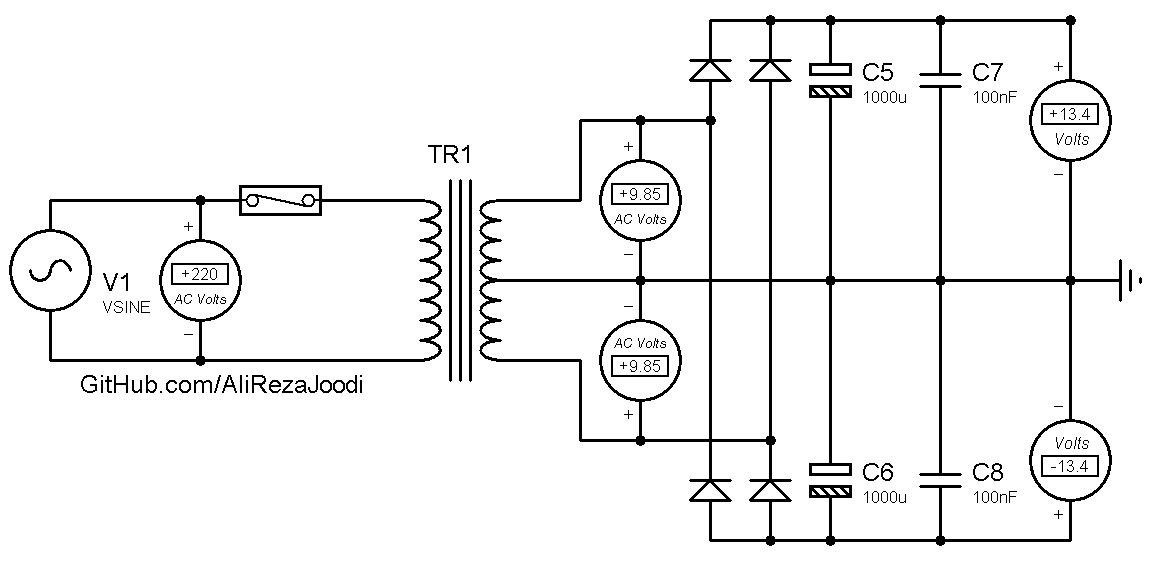 C5
1000u
C7
100nF
+
+13.4
Volts
−
TR1
+
+9.85
AC Volts
−
+
+220
AC Volts
−
V1
VSINE
−
AC Volts
+9.85
+
GitHub.com/AliRezaJoodi
C6
1000u
C8
100nF
−
Volts
-13.4
+